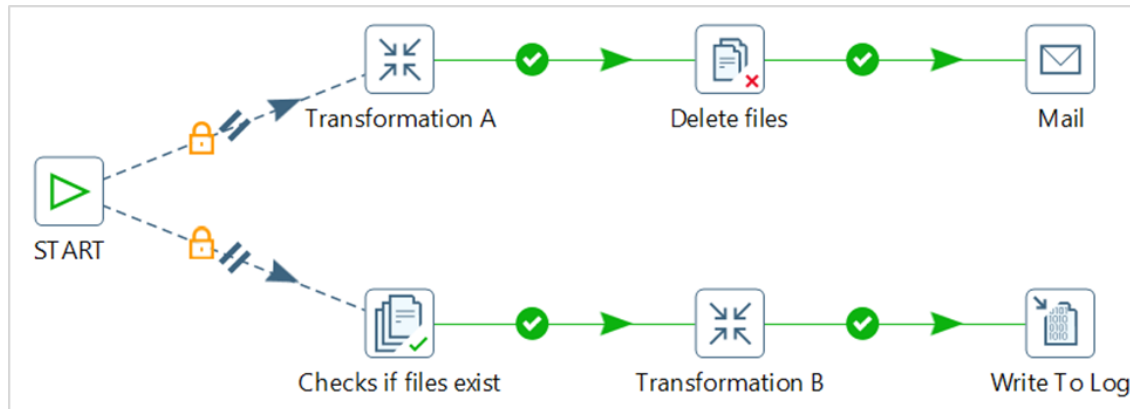 Transformation A
Delete files
Mail
START
Checks if files exist
Transformation B
Write To Log